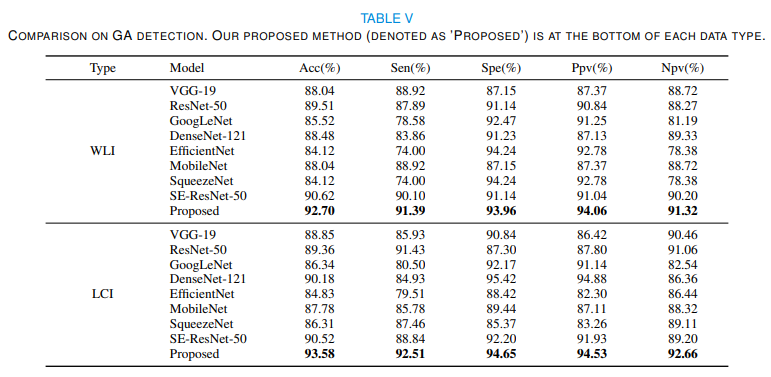 TABLE V
COMPARISON ON GA DETECTION. OUR PROPOSED METHOD (DENOTED AS 'PROPOSED') IS AT THE BOTTOM OF EACH DATA TYPE.
Type Model Acc(%) Sen(%) Spe(%) Ppv(%) Npv(%)
VGG-19 88.04 88.92 87.15 87.37 88.72
ResNet-50 89.51 87.89 91.14 90.84 88.27
GoogLeNet 85.52 78.58 92.47 91.25 81.19
DenseNet-121 88.48 83.86 91.23 87.13 89.33
WLI EfficientNet 84.12 74.00 94.24 92.78 78.38
MobileNet 88.04 88.92 87.15 87.37 88.72
SqueezeNet 84.12 74.00 94.24 92.78 78.38
SE-ResNet-50 90.62 90.10 91.14 91.04 90.20
Proposed 92.70 91.39 93.96 94.06 91.32
VGG-19 88.85 85.93 90.84 86.42 90.46
ResNet-50 89.36 91.43 87.30 87.80 91.06
GoogLeNet 86.34 80.50 92.17 91.14 82.54
DenseNet-121 90.18 84.93 95.42 94.88 86.36
LCI EfficientNet 84.83 79.51 88.42 82.30 86.44
MobileNet 87.78 85.78 89.44 87.11 88.32
SqueezeNet 86.31 87.46 85.37 83.26 89.11
SE-ResNet-50 90.52 88.84 92.20 91.93 89.20
Proposed 93.58 92.51 94.65 94.53 92.66